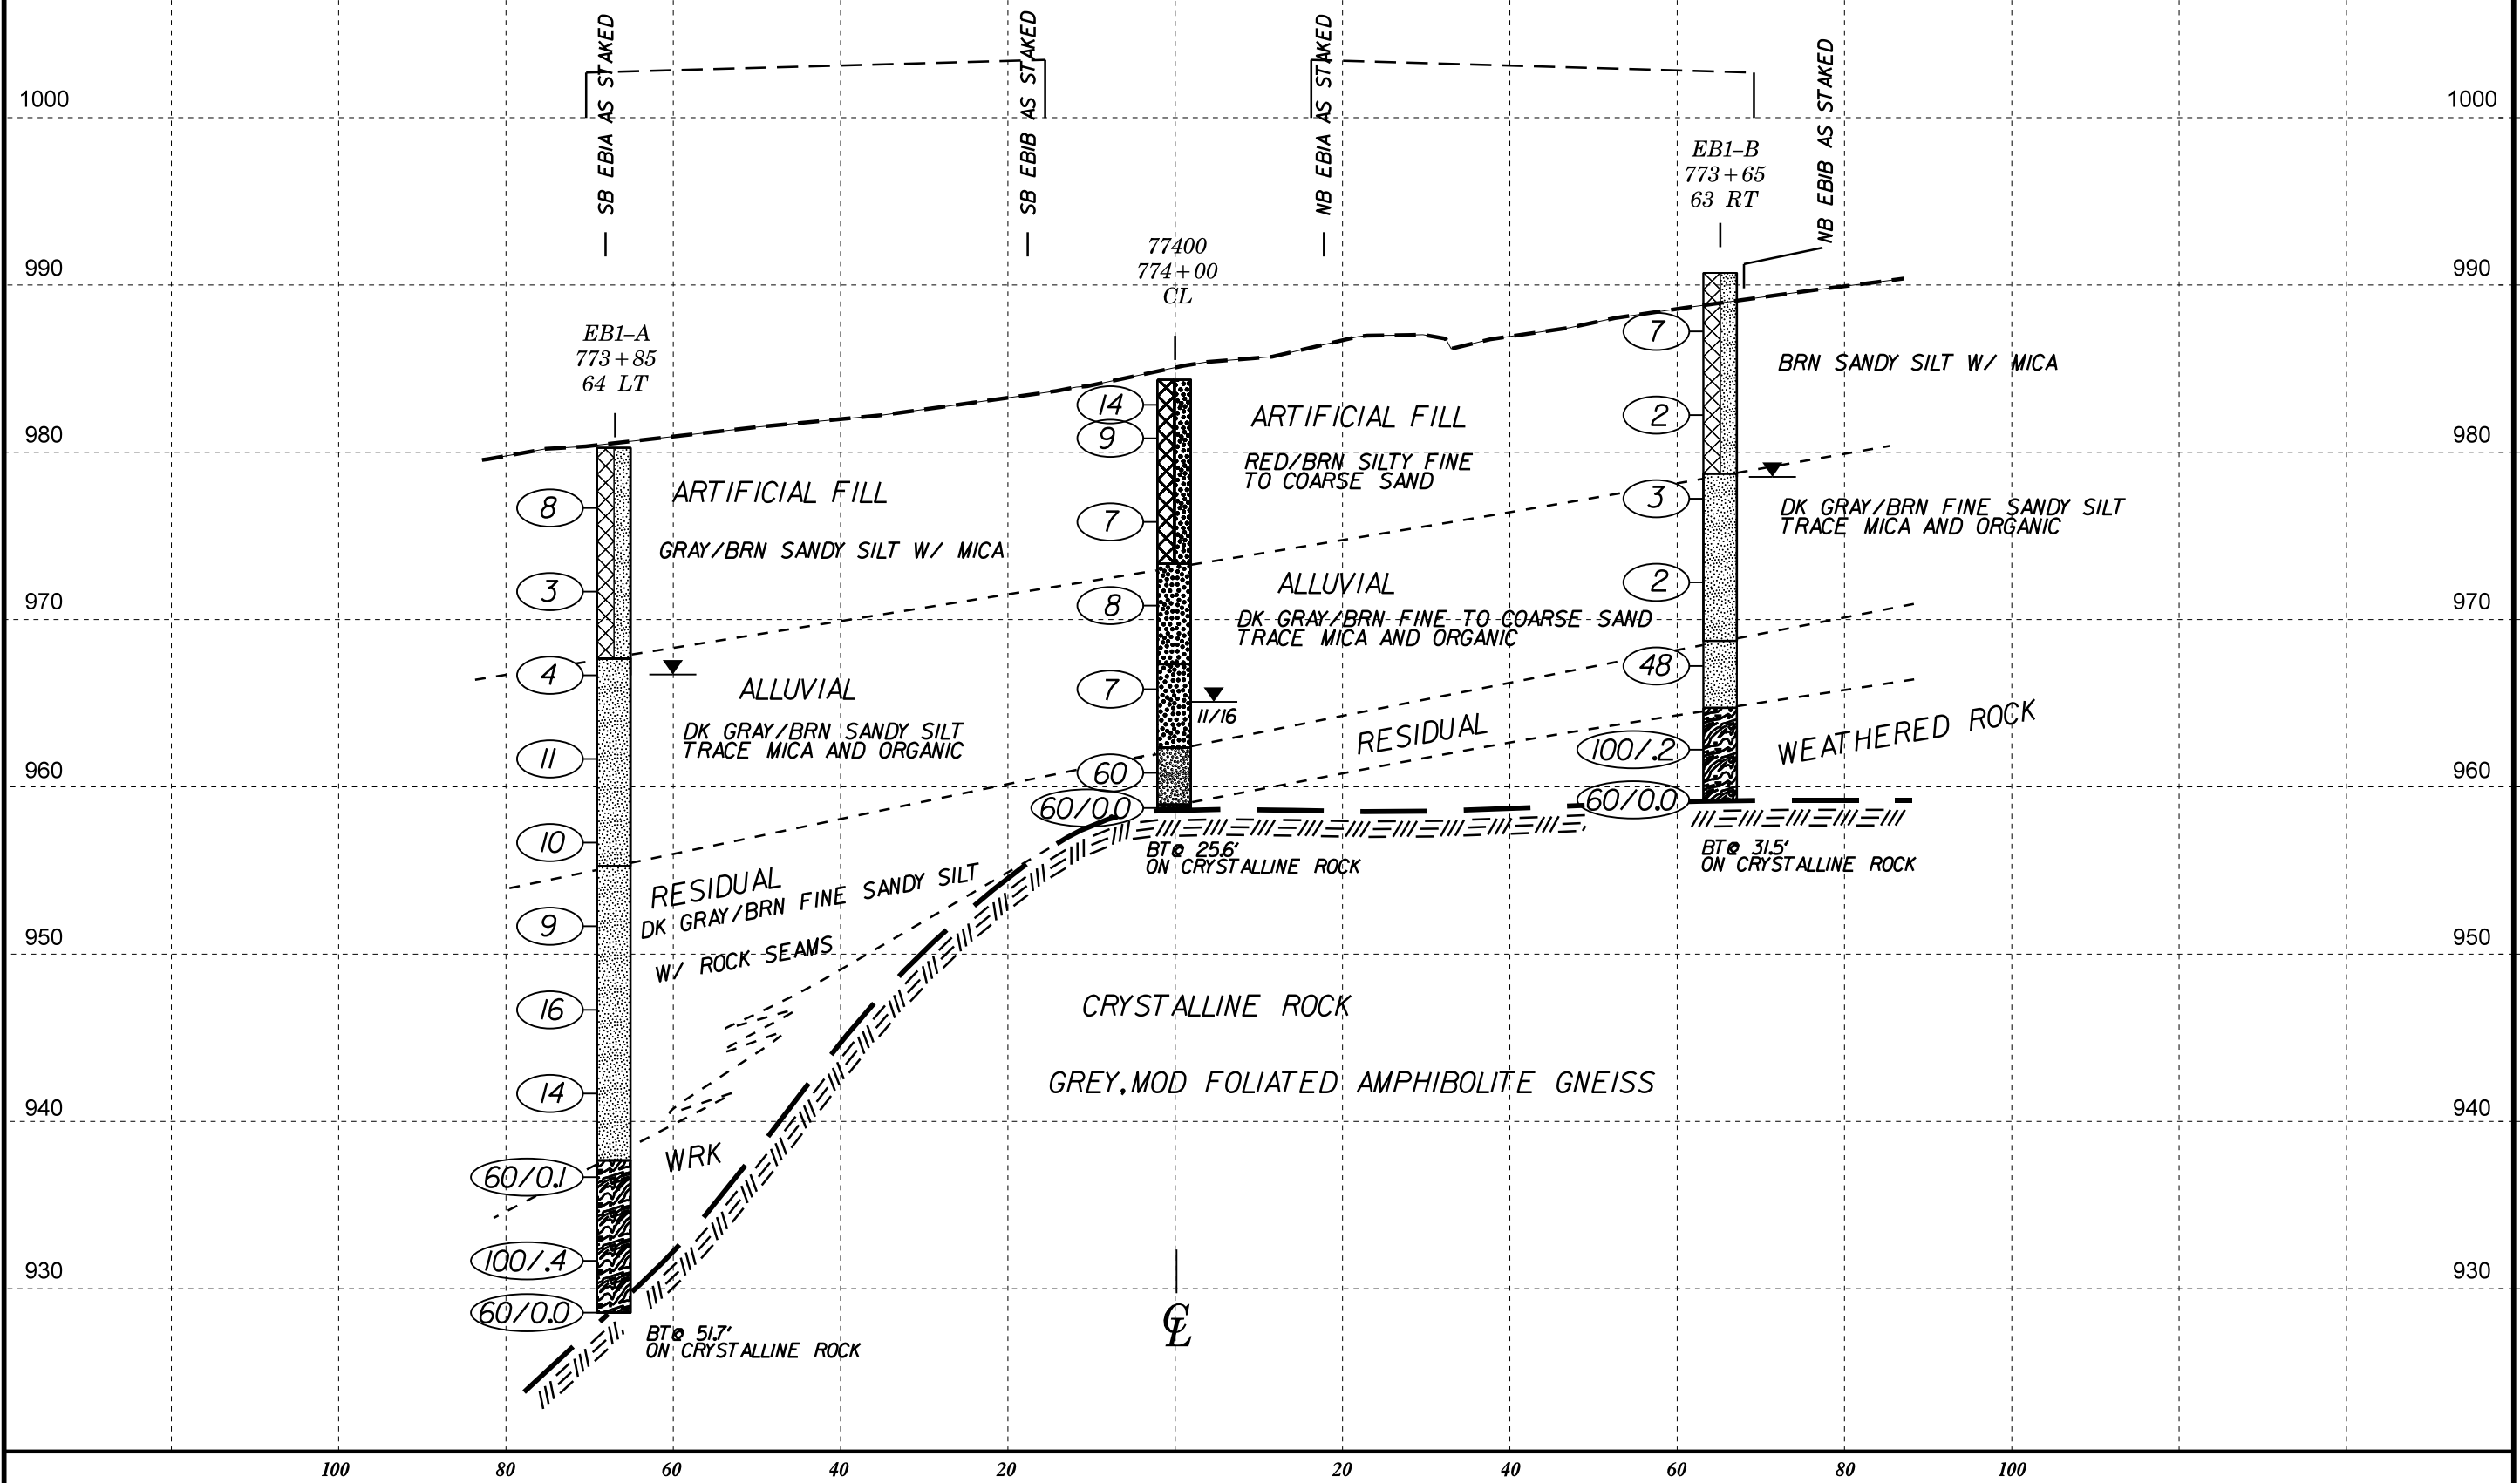 SB EB1A AS STAKED
SB EB1B AS STAKED
NB EB1A AS STAKED
NB EB1B AS STAKED
1000
1000
EB1-B
773+65
63 RT
77400
774+00
CL
990
990
EB1-A
773+85
64 LT
7
BRN SANDY SILT W/ MICA
14
9
ARTIFICIAL FILL
2
980
980
RED/BRN SILTY FINE
TO COARSE SAND
ARTIFICIAL FILL
8
3
DK GRAY/BRN FINE SANDY SILT
TRACE MICA AND ORGANIC
7
GRAY/BRN SANDY SILT W/ MICA
3
ALLUVIAL
2
970
970
8
DK GRAY/BRN FINE TO COARSE SAND
TRACE MICA AND ORGANIC
4
48
ALLUVIAL
7
11/16
DK GRAY/BRN SANDY SILT
TRACE MICA AND ORGANIC
RESIDUAL
WEATHERED ROCK
11
100/.2
960
960
60
60/0.0
60/0.0
10
BT@ 25.6'
ON CRYSTALLINE ROCK
BT@ 31.5'
ON CRYSTALLINE ROCK
RESIDUAL
DK GRAY/BRN FINE SANDY SILT
9
950
950
W/ ROCK SEAMS
16
CRYSTALLINE ROCK
14
GREY, MOD FOLIATED AMPHIBOLITE GNEISS
940
940
WRK
60/0.1
930
930
100/.4
60/0.0
CL
BT@ 51.7'
ON CRYSTALLINE ROCK
100
80
60
40
20
20
40
60
80
100